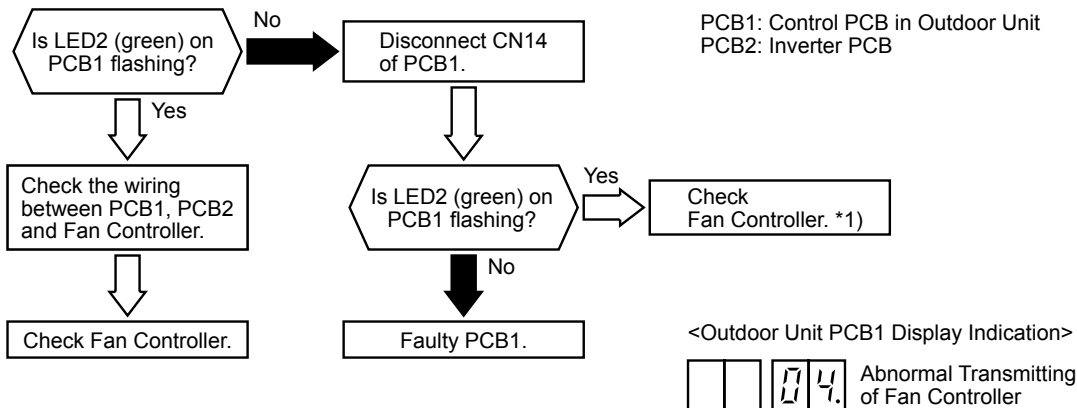 Is LED2 (green) on
PCB1 flashing?
No
Disconnect CN14
of PCB1.
PCB1: Control PCB in Outdoor Unit
PCB2: Inverter PCB
Yes
Check the wiring
between PCB1, PCB2
and Fan Controller.
Is LED2 (green) on
PCB1 flashing?
Yes
Check
Fan Controller. *1)
No
Check Fan Controller.
Faulty PCB1.
<Outdoor Unit PCB1 Display Indication>
04.
Abnormal Transmitting
of Fan Controller